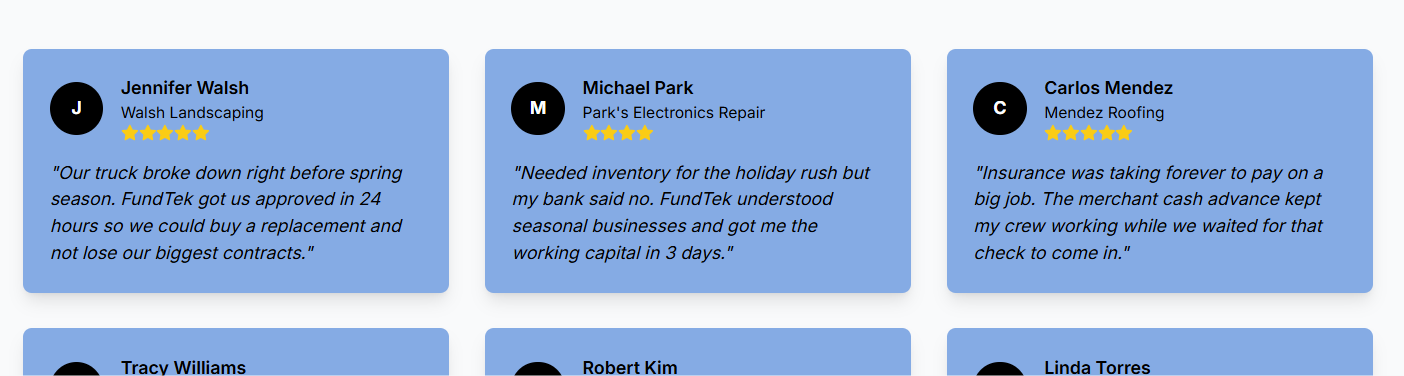 J
Jennifer Walsh
Walsh Landscaping
"Our truck broke down right before spring
season. FundTek got us approved in 24
hours so we could buy a replacement and
not lose our biggest contracts."
M
Michael Park
Park's Electronics Repair
"Needed inventory for the holiday rush but
my bank said no. FundTek understood
seasonal businesses and got me the
working capital in 3 days."
C
Carlos Mendez
Mendez Roofing
"Insurance was taking forever to pay on a
big job. The merchant cash advance kept
my crew working while we waited for that
check to come in."
Tracy Williams
Robert Kim
Linda Torres